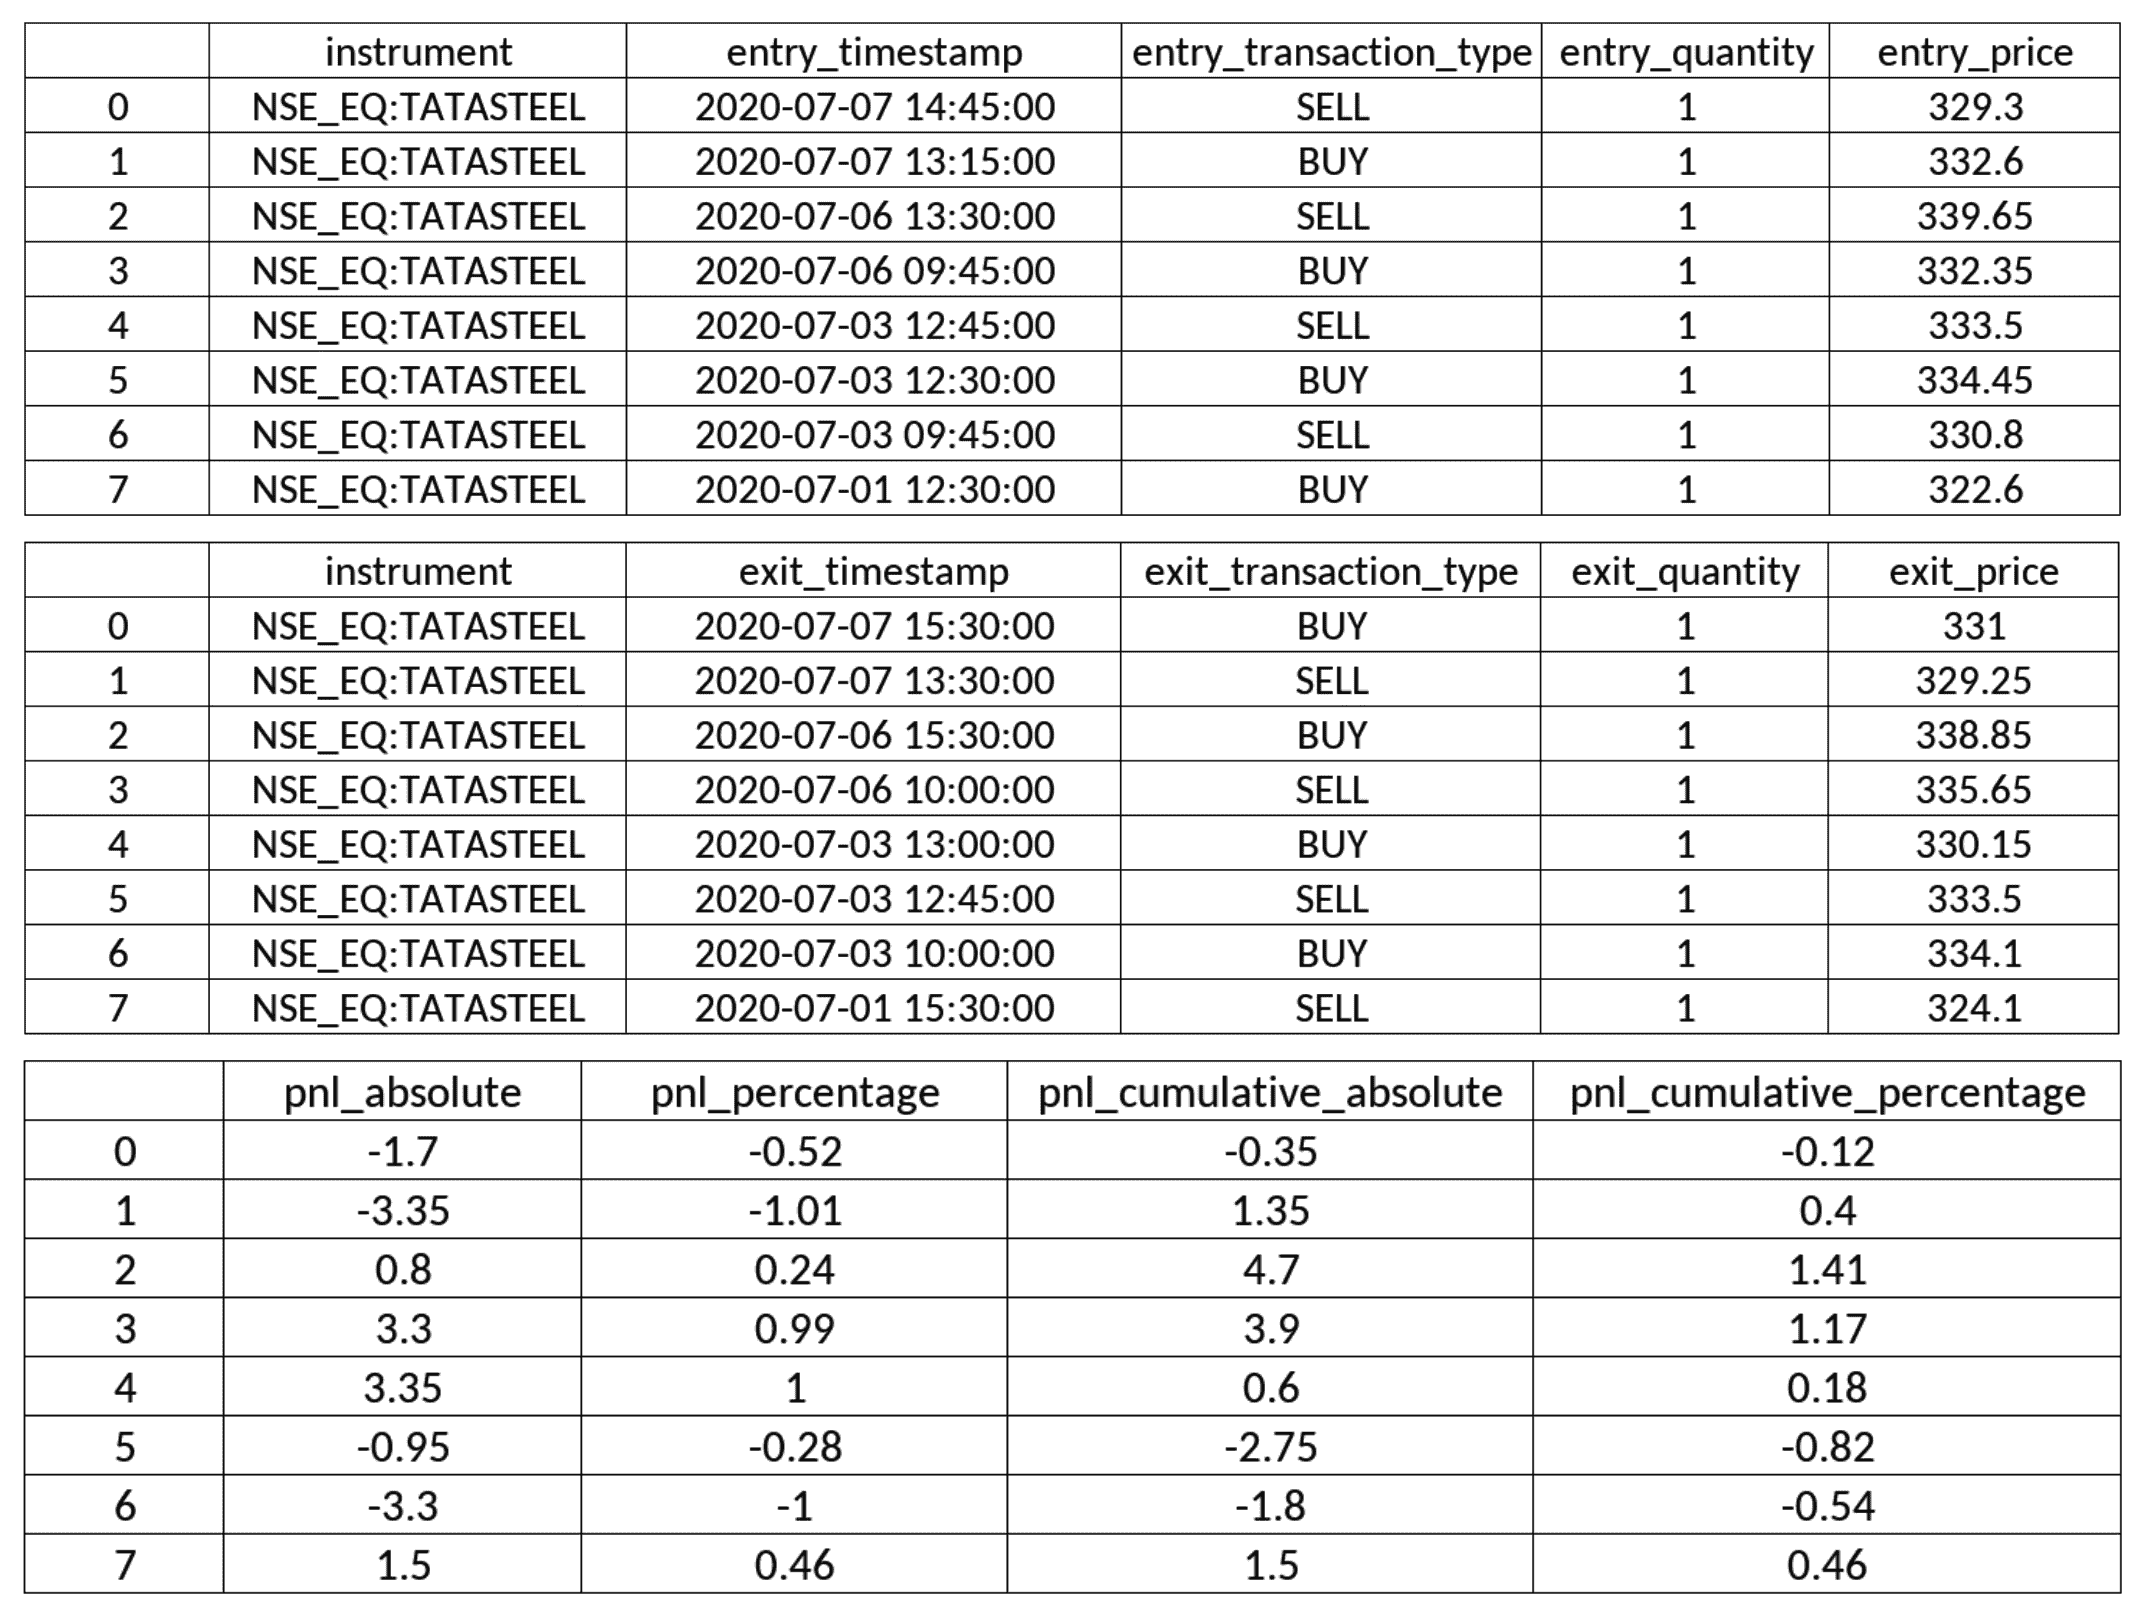 instrument entry_timestamp entry_transaction_type entry_quantity entry_price
0 NSE_EQ:TATASTEEL 2020-07-07 14:45:00 SELL 1 329.3
1 NSE_EQ:TATASTEEL 2020-07-07 13:15:00 BUY 1 332.6
2 NSE_EQ:TATASTEEL 2020-07-06 13:30:00 SELL 1 339.65
3 NSE_EQ:TATASTEEL 2020-07-06 09:45:00 BUY 1 332.35
4 NSE_EQ:TATASTEEL 2020-07-03 12:45:00 SELL 1 333.5
5 NSE_EQ:TATASTEEL 2020-07-03 12:30:00 BUY 1 334.45
6 NSE_EQ:TATASTEEL 2020-07-03 09:45:00 SELL 1 330.8
7 NSE_EQ:TATASTEEL 2020-07-01 12:30:00 BUY 1 322.6
instrument exit_timestamp exit_transaction_type exit_quantity exit_price
0 NSE_EQ:TATASTEEL 2020-07-07 15:30:00 BUY 1 331
1 NSE_EQ:TATASTEEL 2020-07-07 13:30:00 SELL 1 329.25
2 NSE_EQ:TATASTEEL 2020-07-06 15:30:00 BUY 1 338.85
3 NSE_EQ:TATASTEEL 2020-07-06 10:00:00 SELL 1 335.65
4 NSE_EQ:TATASTEEL 2020-07-03 13:00:00 BUY 1 330.15
5 NSE_EQ:TATASTEEL 2020-07-03 12:45:00 SELL 1 333.5
6 NSE_EQ:TATASTEEL 2020-07-03 10:00:00 BUY 1 334.1
7 NSE_EQ:TATASTEEL 2020-07-01 15:30:00 SELL 1 324.1
pnl_absolute pnl_percentage pnl_cumulative_absolute pnl_cumulative_percentage
0 -1.7 -0.52 -0.35 -0.12
1 -3.35 -1.01 1.35 0.4
2 0.8 0.24 4.7 1.41
3 3.3 0.99 3.9 1.17
4 3.35 1 0.6 0.18
5 -0.95 -0.28 -2.75 -0.82
6 -3.3 -1 -1.8 -0.54
7 1.5 0.46 1.5 0.46